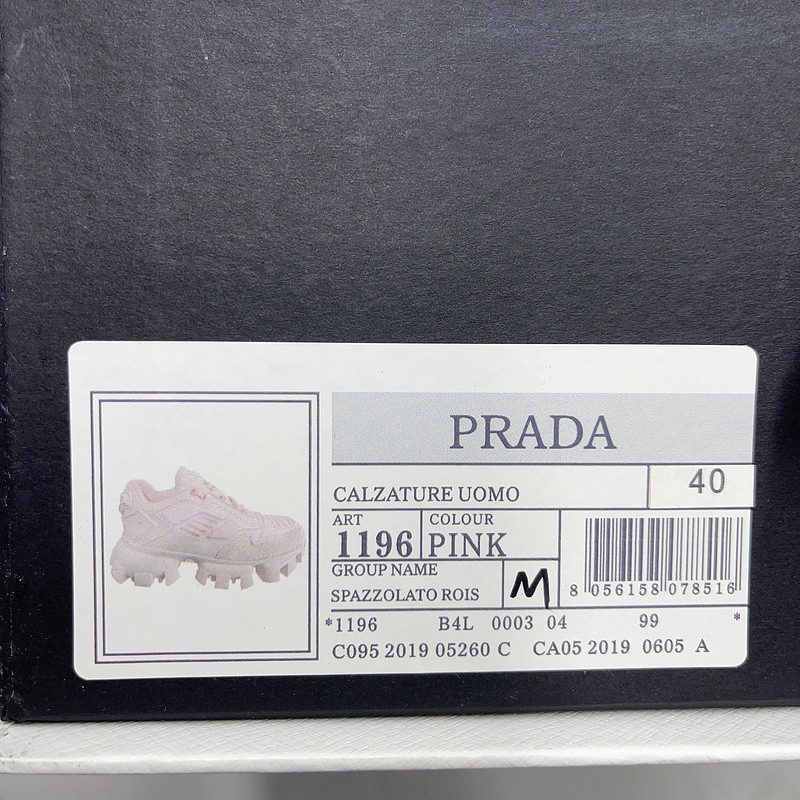 PRADA
CALZATURE UOMO 40
ART COLOUR
1196 PINK
GROUP NAME
SPAZZOLATO ROIS M
8 056158 078516
*1196 B4L 0003 04 99 *
C095 2019 05260 C CA05 2019 0605 A